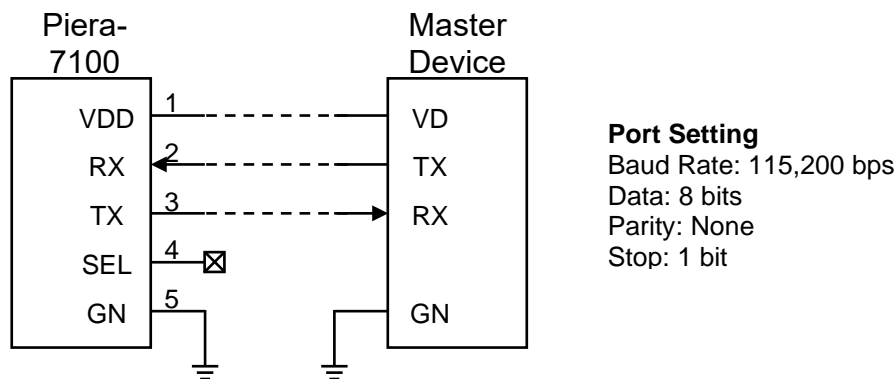 Piera-
7100
Master
Device
VDD 1 VD
RX 2 TX
TX 3 RX
SEL 4
GN 5 GN
Port Setting
Baud Rate: 115,200 bps
Data: 8 bits
Parity: None
Stop: 1 bit